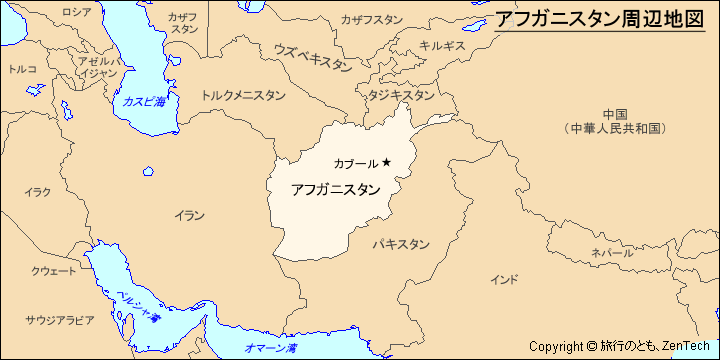 アフガニスタン周辺地図
ロシア
カザフ
スタン
カザフスタン
ウズベキスタン
キルギス
トルコ
アゼルバ
イジャン
カスピ海
トルクメニスタン
タジキスタン
中国
（中華人民共和国）
カブール★
アフガニスタン
イラク
イラン
パキスタン
ネパール
クウェート
インド
ペルシャ湾
サウジアラビア
オマーン湾
Copyright © 旅行のとも、ZenTech